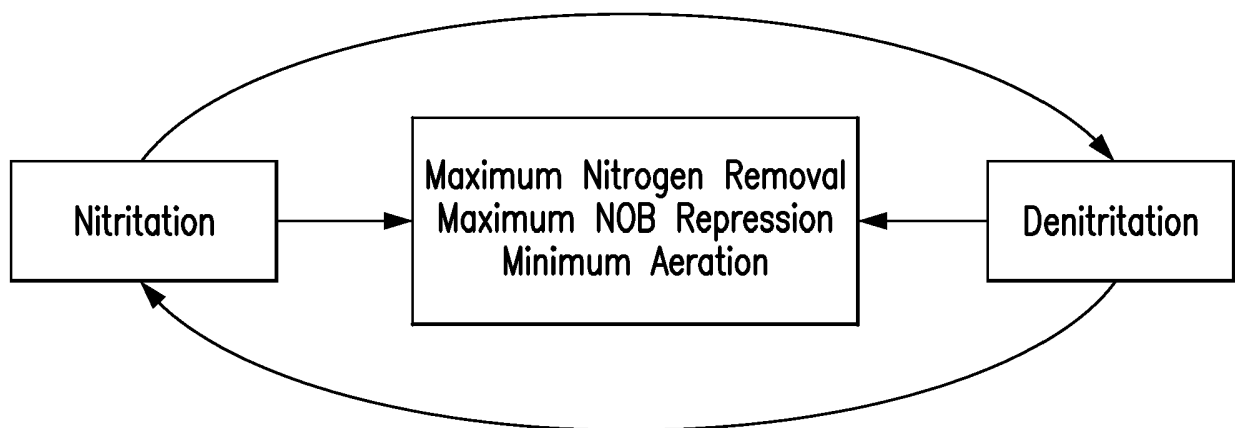 Nitritation
Maximum Nitrogen Removal
Maximum NOB Repression
Minimum Aeration
Denitritation